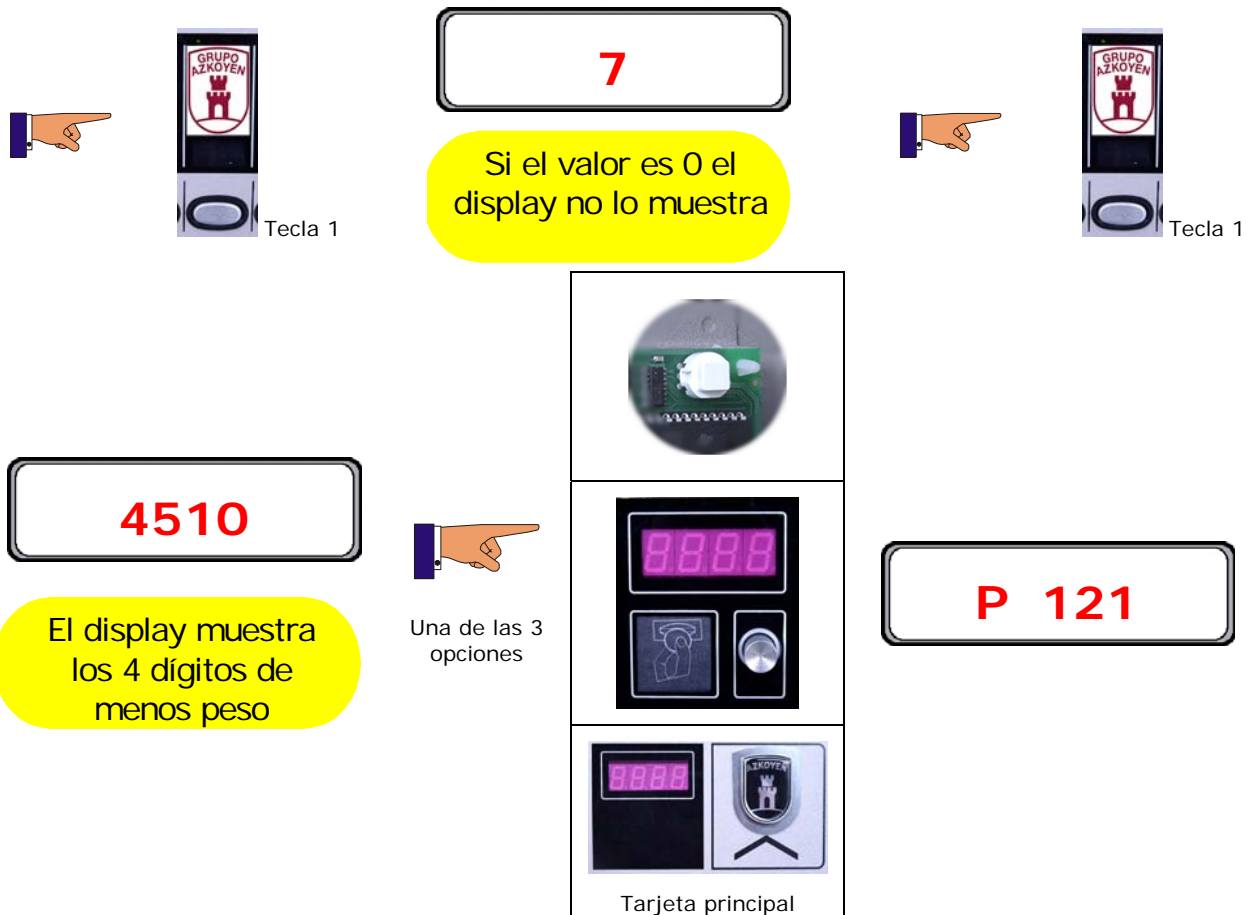 GRUPO
AZKOYEN
Tecla 1
7
Si el valor es 0 el
display no lo muestra
GRUPO
AZKOYEN
Tecla 1
4510
El display muestra
los 4 dígitos de
menos peso
Una de las 3
opciones
8888
8888
AZKOYEN
Tarjeta principal
P 121